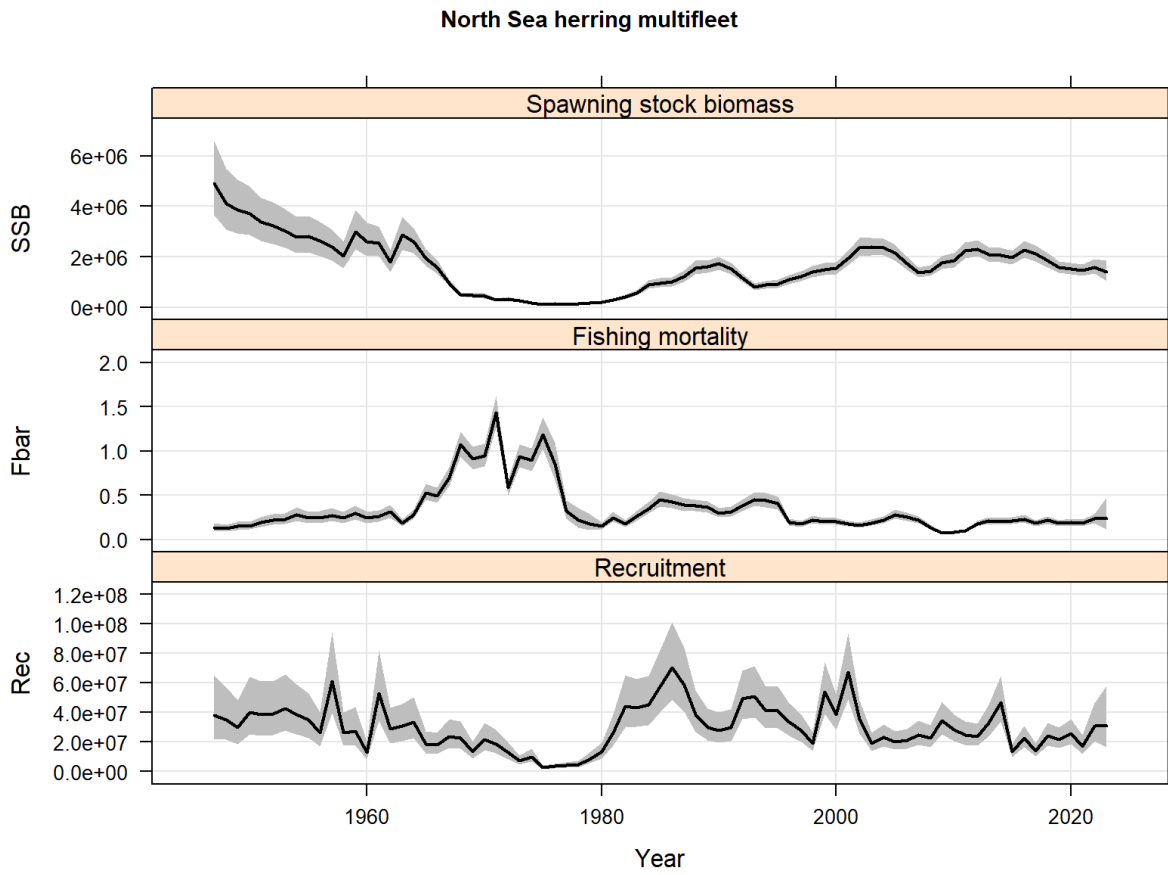 North Sea herring multifleet
Spawning stock biomass
SSB
6e+06
4e+06
2e+06
0e+00
Fishing mortality
Fbar
2.0
1.5
1.0
0.5
0.0
Recruitment
Rec
1.2e+08
1.0e+08
8.0e+07
6.0e+07
4.0e+07
2.0e+07
0.0e+00
1960 1980 2000 2020
Year